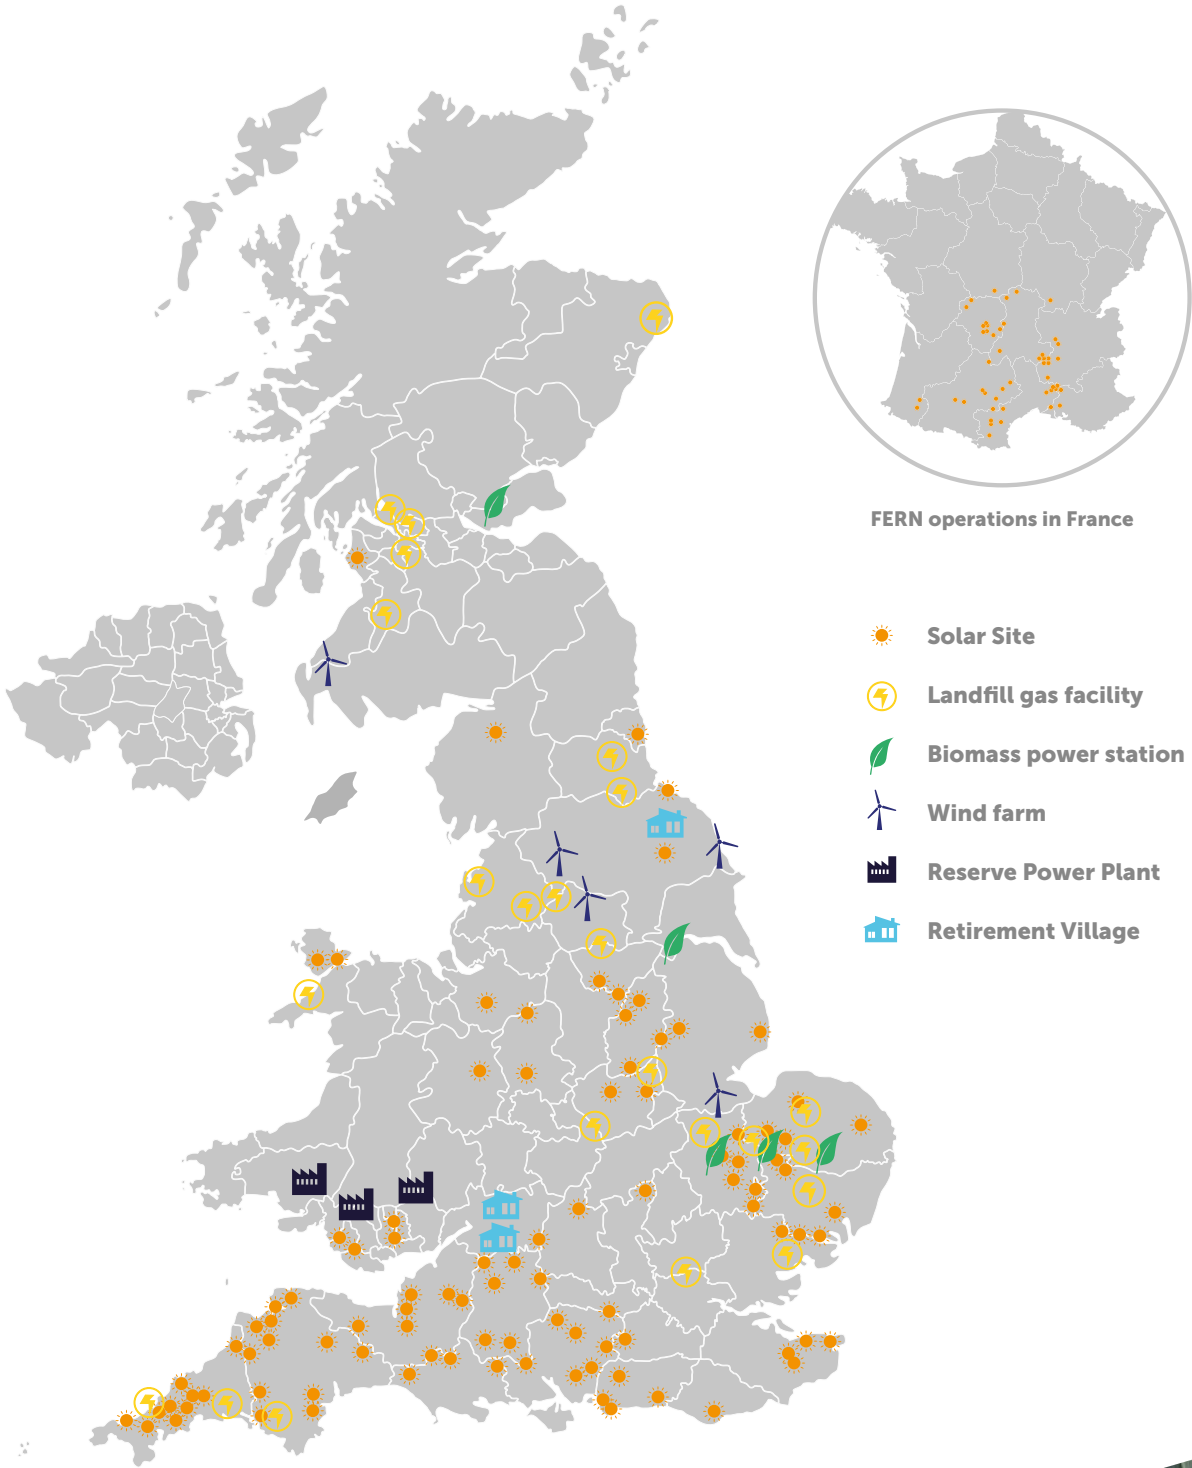 FERN operations in France
Solar Site
Landfill gas facility
Biomass power station
Wind farm
Reserve Power Plant
Retirement Village